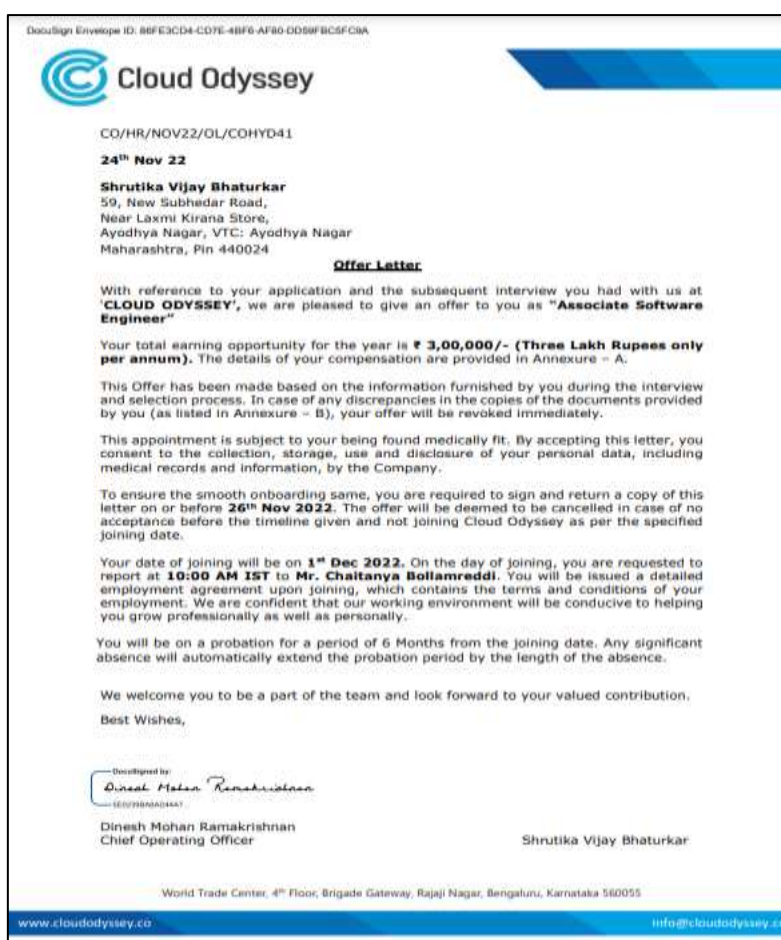 DocuSign Envelope ID: 86FE3CD4-CD7E-4BF6-AF80-DD59FBC5FC9A
Cloud Odyssey
CO/HR/NOV22/OL/COHYD41
24th Nov 22
Shrutika Vijay Bhaturkar
59, New Subhedar Road,
Near Laxmi Kirana Store,
Ayodhya Nagar, VTC: Ayodhya Nagar
Maharashtra, Pin 440024
Offer Letter
With reference to your application and the subsequent interview you had with us at
'CLOUD ODYSSEY', we are pleased to give an offer to you as "Associate Software
Engineer"
Your total earning opportunity for the year is ₹ 3,00,000/- (Three Lakh Rupees only
per annum). The details of your compensation are provided in Annexure – A.
This Offer has been made based on the information furnished by you during the interview
and selection process. In case of any discrepancies in the copies of the documents provided
by you (as listed in Annexure – B), your offer will be revoked immediately.
This appointment is subject to your being found medically fit. By accepting this letter, you
consent to the collection, storage, use and disclosure of your personal data, including
medical records and information, by the Company.
To ensure the smooth onboarding same, you are required to sign and return a copy of this
letter on or before 26th Nov 2022. The offer will be deemed to be cancelled in case of no
acceptance before the timeline given and not joining Cloud Odyssey as per the specified
joining date.
Your date of joining will be on 1st Dec 2022. On the day of joining, you are requested to
report at 10:00 AM IST to Mr. Chaitanya Bollamreddi. You will be issued a detailed
employment agreement upon joining, which contains the terms and conditions of your
employment. We are confident that our working environment will be conducive to helping
you grow professionally as well as personally.
You will be on a probation for a period of 6 Months from the joining date. Any significant
absence will automatically extend the probation period by the length of the absence.
We welcome you to be a part of the team and look forward to your valued contribution.
Best Wishes,
DocuSigned by:
Dinesh Mohan Ramakrishnan
Dinesh Mohan Ramakrishnan
Chief Operating Officer
Shrutika Vijay Bhaturkar
World Trade Center, 4th Floor, Brigade Gateway, Rajaji Nagar, Bengaluru, Karnataka 560055
www.cloudodyssey.co
info@cloudodyssey.co